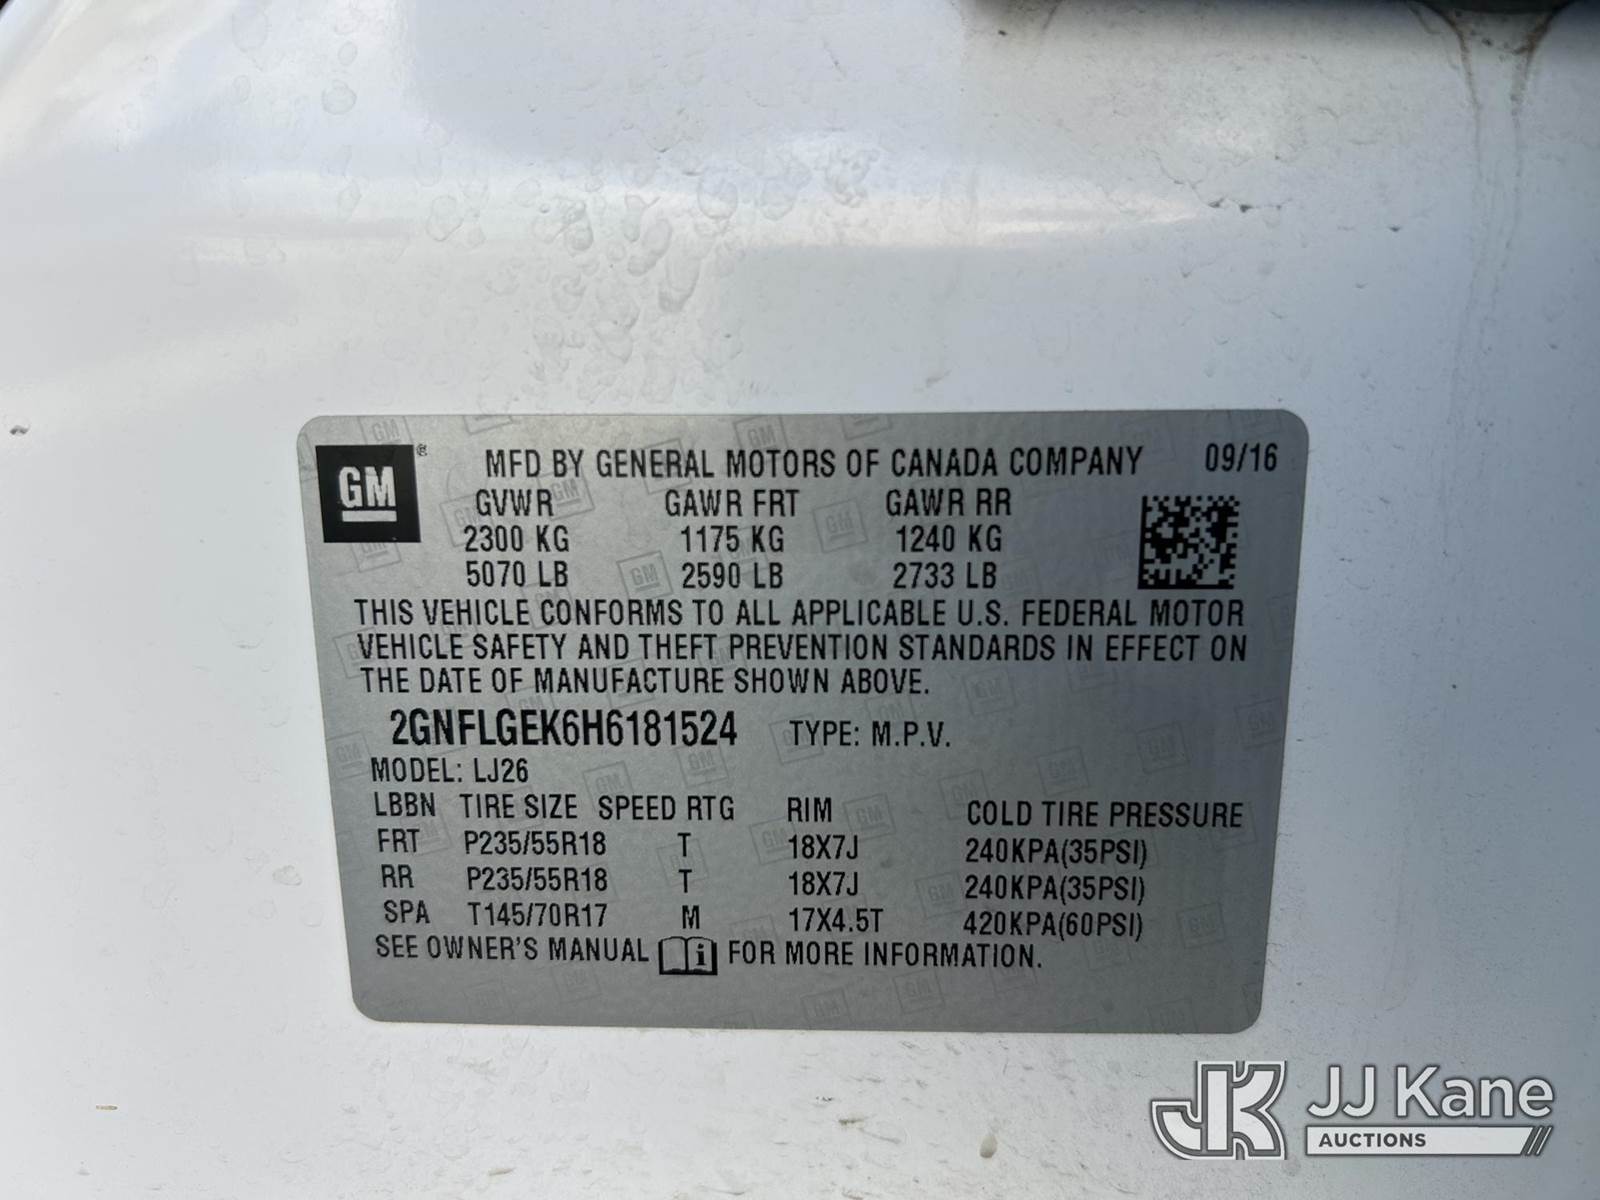 GM
MFD BY GENERAL MOTORS OF CANADA COMPANY 09/16
GVWR GAWR FRT GAWR RR
2300 KG 1175 KG 1240 KG
5070 LB 2590 LB 2733 LB
THIS VEHICLE CONFORMS TO ALL APPLICABLE U.S. FEDERAL MOTOR
VEHICLE SAFETY AND THEFT PREVENTION STANDARDS IN EFFECT ON
THE DATE OF MANUFACTURE SHOWN ABOVE.
2GNFLGEK6H6181524 TYPE: M.P.V.
MODEL: LJ26
LBBN TIRE SIZE SPEED RTG RIM COLD TIRE PRESSURE
FRT P235/55R18 T 18X7J 240KPA(35PSI)
RR P235/55R18 T 18X7J 240KPA(35PSI)
SPA T145/70R17 M 17X4.5T 420KPA(60PSI)
SEE OWNER'S MANUAL i FOR MORE INFORMATION.
JK JJ Kane
AUCTIONS